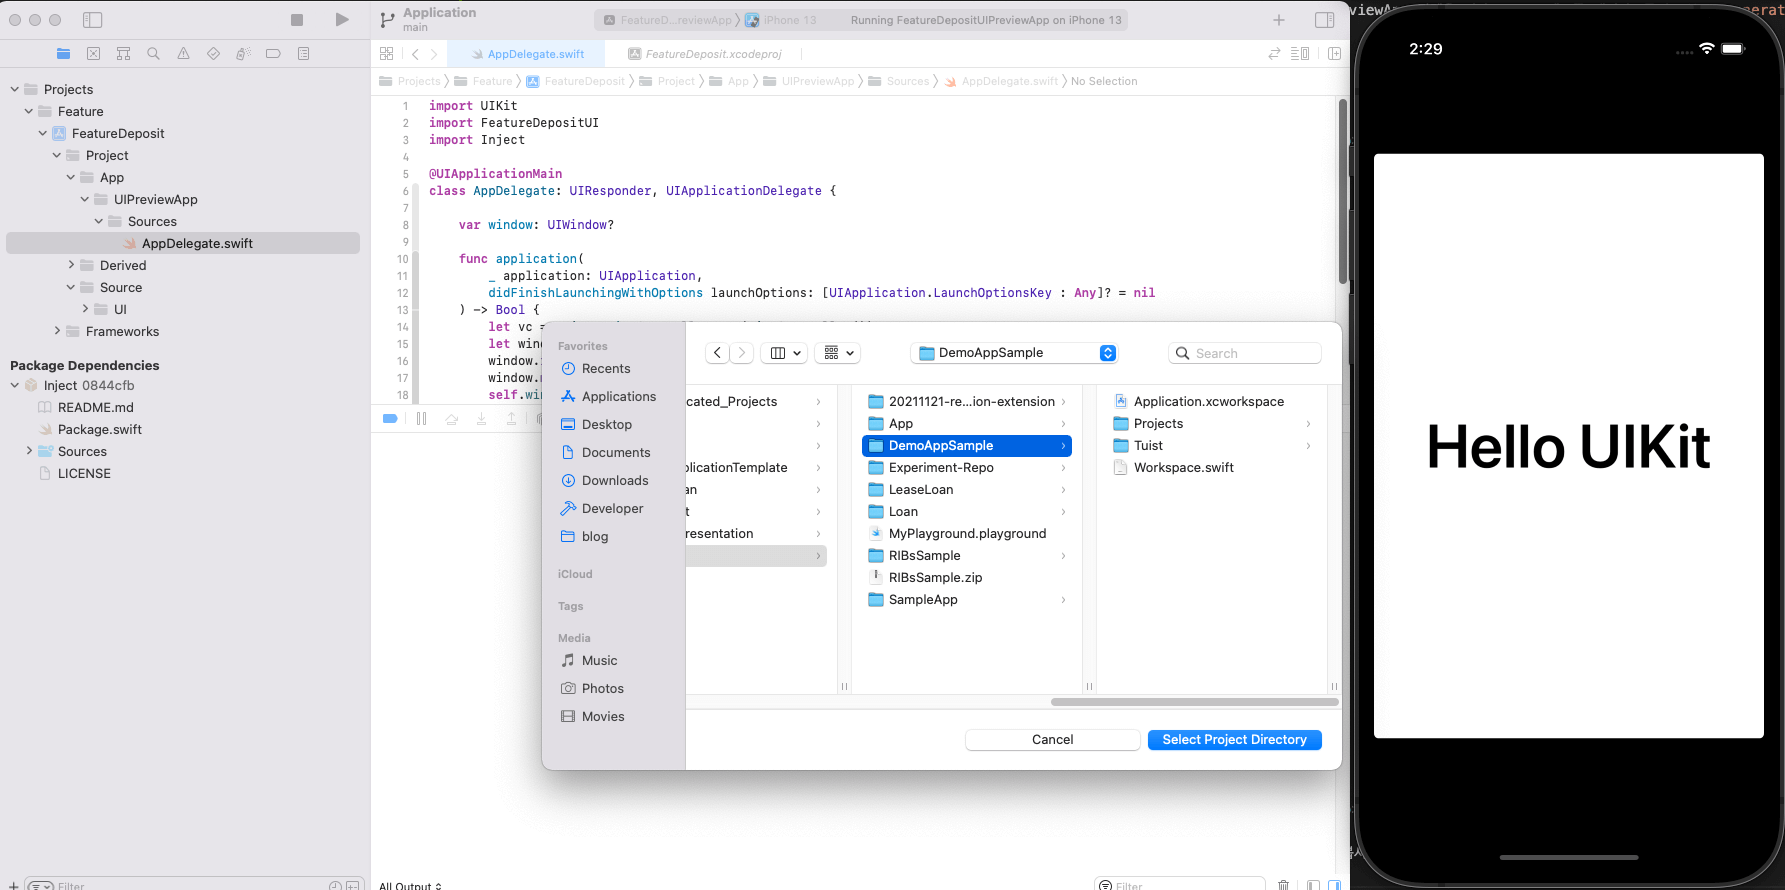 Application
main
FeatureD...reviewApp
iPhone 13
Running FeatureDepositUIPreviewApp on iPhone 13
AppDelegate.swift
FeatureDeposit.xcodeproj
Projects
Feature
FeatureDeposit
Project
App
UIPreviewApp
Sources
AppDelegate.swift
No Selection
Projects
Feature
FeatureDeposit
Project
App
UIPreviewApp
Sources
AppDelegate.swift
Derived
Source
UI
Frameworks
Package Dependencies
Inject 0844cfb
README.md
Package.swift
Sources
LICENSE
Filter
1 import UIKit
2 import FeatureDepositUI
3 import Inject
4
5 @UIApplicationMain
6 class AppDelegate: UIResponder, UIApplicationDelegate {
7
8 var window: UIWindow?
9
10 func application(
11 _ application: UIApplication,
12 didFinishLaunchingWithOptions launchOptions: [UIApplication.LaunchOptionsKey : Any]? = nil
13 ) -> Bool {
14 let vc =
15 let wind
16 window.
17 window.
18 self.wi
Favorites
Recents
Applications
Desktop
Documents
Downloads
Developer
blog
iCloud
Tags
Media
Music
Photos
Movies
DemoAppSample
Search
cated_Projects
plicationTemplate
an
t
resentation
20211121-re...ion-extension
App
DemoAppSample
Experiment-Repo
LeaseLoan
Loan
MyPlayground.playground
RIBsSample
RIBsSample.zip
SampleApp
Application.xcworkspace
Projects
Tuist
Workspace.swift
Cancel
Select Project Directory
All Output
Filter
2:29
Hello UIKit